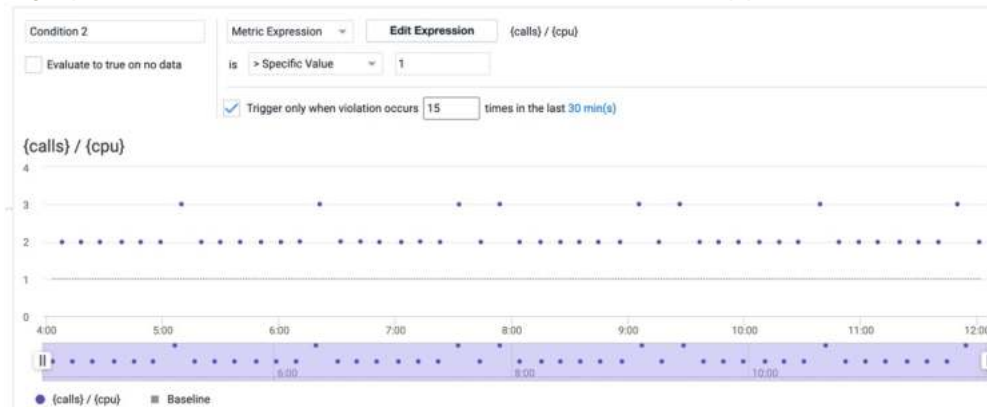 Condition 2
Metric Expression Edit Expression {calls} / {cpu}
Evaluate to true on no data
is > Specific Value 1
Trigger only when violation occurs 15 times in the last 30 min(s)
{calls} / {cpu}
4
3
2
1
0
4:00 5:00 6:00 7:00 8:00 9:00 10:00 11:00 12:00
6:00 8:00 10:00
{calls} / {cpu} Baseline